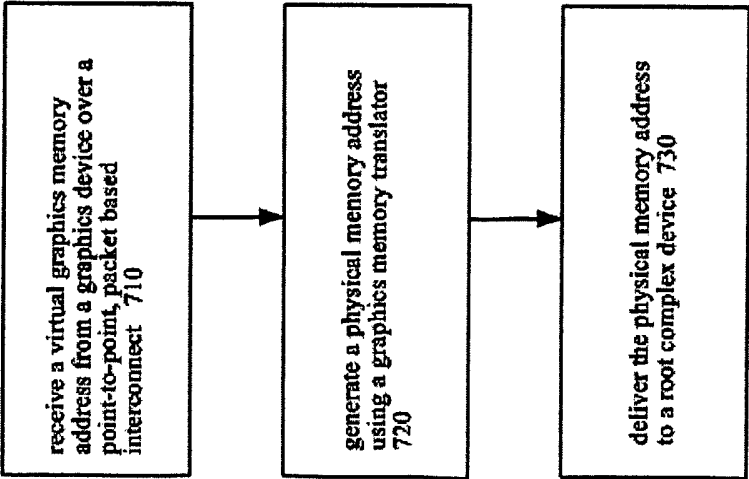 receive a virtual graphics memory
address from a graphics device over a
point-to-point, packet based
interconnect 710
generate a physical memory address
using a graphics memory translator
720
deliver the physical memory address
to a root complex device 730